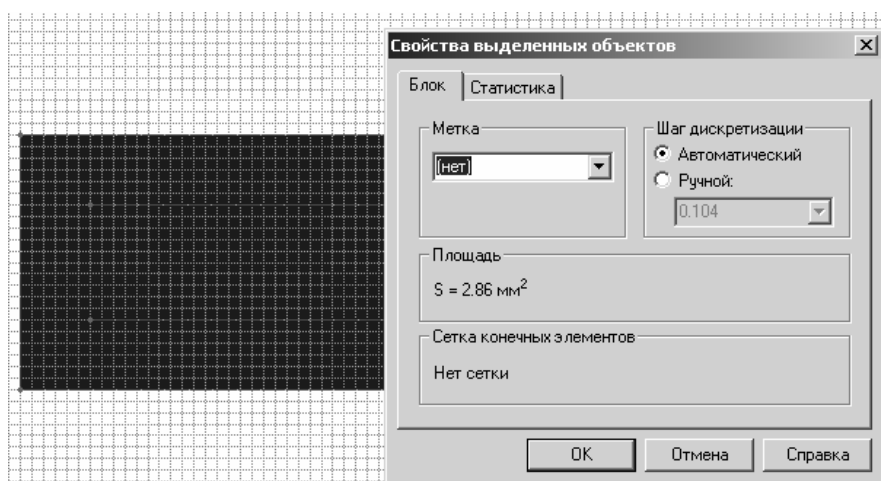 Свойства выделенных объектов
Блок
Статистика
Метка
(нет)
Шаг дискретизации
Автоматический
Ручной:
0.104
Площадь
S = 2.86 мм²
Сетка конечных элементов
Нет сетки
OK
Отмена
Справка